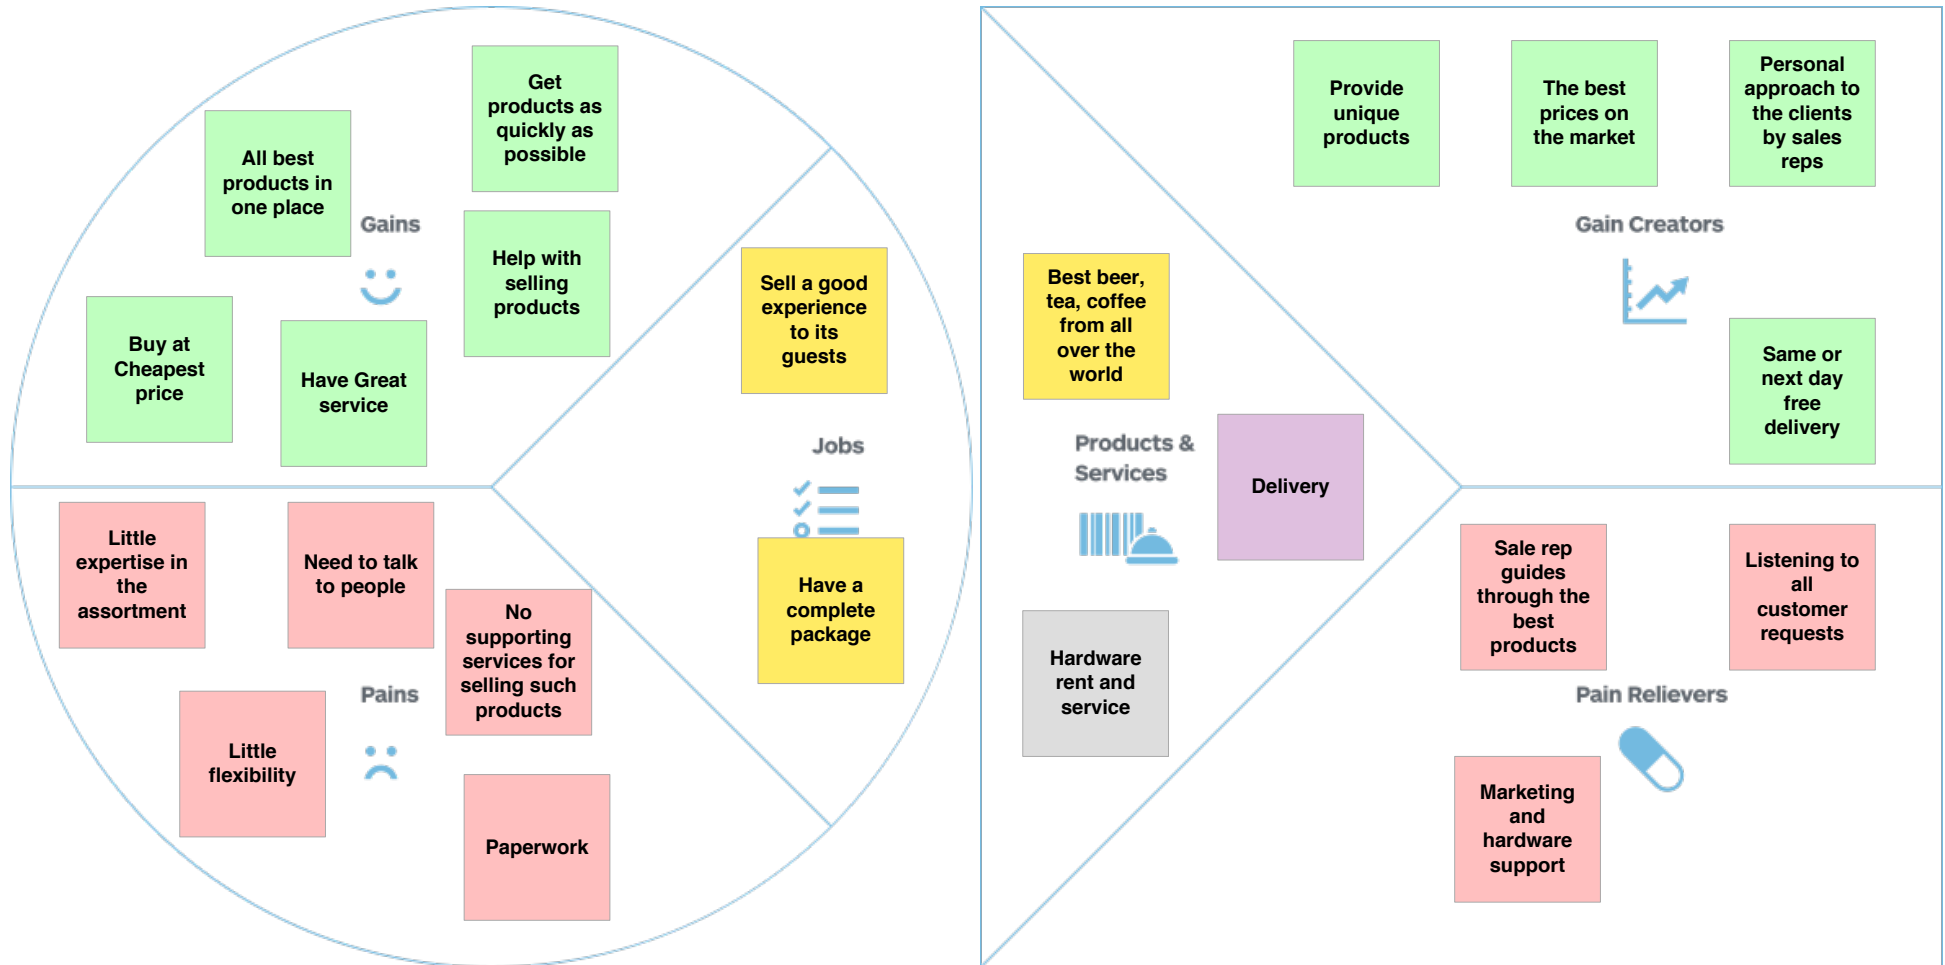 Get
products as
quickly as
possible
All best
products in
one place
Gains
Help with
selling
products
Buy at
Cheapest
price
Have Great
service
Sell a good
experience
to its
guests
Jobs
Have a
complete
package
Little
expertise in
the
assortment
Need to talk
to people
No
supporting
services for
selling such
products
Pains
Little
flexibility
Paperwork
Best beer,
tea, coffee
from all
over the
world
Products &
Services
Delivery
Hardware
rent and
service
Provide
unique
products
The best
prices on
the market
Personal
approach to
the clients
by sales
reps
Gain Creators
Same or
next day
free
delivery
Sale rep
guides
through the
best
products
Listening to
all
customer
requests
Pain Relievers
Marketing
and
hardware
support